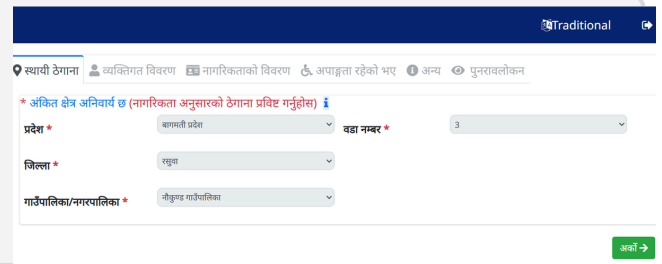 Traditional
स्थायी ठेगाना व्यक्तिगत विवरण नागरिकताको विवरण अपाङ्गता रहेको भए अन्य पुनरावलोकन
* अंकित क्षेत्र अनिवार्य छ (नागरिकता अनुसारको ठेगाना प्रविष्ट गर्नुहोस)
प्रदेश * बागमती प्रदेश वडा नम्बर * 3
जिल्ला * रसुवा
गाउँपालिका/नगरपालिका * नौकुण्ड गाउँपालिका
अर्को →